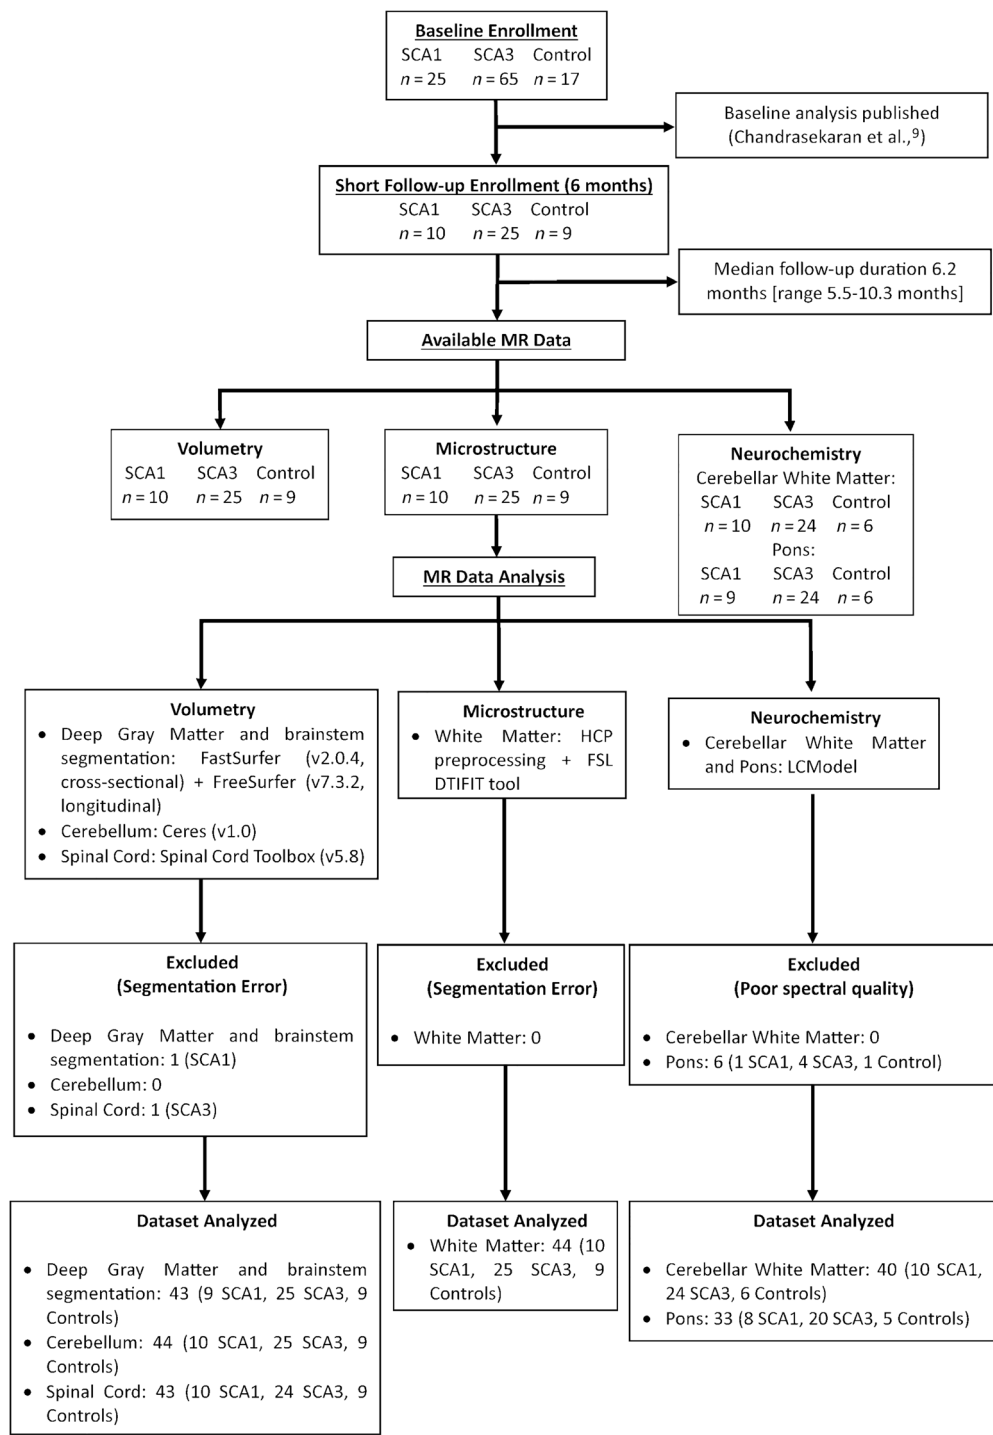 Baseline Enrollment
SCA1 SCA3 Control
n = 25 n = 65 n = 17
Baseline analysis published
(Chandrasekaran et al.,9)
Short Follow-up Enrollment (6 months)
SCA1 SCA3 Control
n = 10 n = 25 n = 9
Median follow-up duration 6.2
months [range 5.5-10.3 months]
Available MR Data
Volumetry
SCA1 SCA3 Control
n = 10 n = 25 n = 9
Microstructure
SCA1 SCA3 Control
n = 10 n = 25 n = 9
Neurochemistry
Cerebellar White Matter:
SCA1 SCA3 Control
n = 10 n = 24 n = 6
Pons:
SCA1 SCA3 Control
n = 9 n = 24 n = 6
MR Data Analysis
Volumetry
• Deep Gray Matter and brainstem
segmentation: FastSurfer (v2.0.4,
cross-sectional) + FreeSurfer (v7.3.2,
longitudinal)
• Cerebellum: Ceres (v1.0)
• Spinal Cord: Spinal Cord Toolbox (v5.8)
Microstructure
• White Matter: HCP
preprocessing + FSL
DTIFIT tool
Neurochemistry
• Cerebellar White Matter
and Pons: LCModel
Excluded
(Segmentation Error)
• Deep Gray Matter and brainstem
segmentation: 1 (SCA1)
• Cerebellum: 0
• Spinal Cord: 1 (SCA3)
Excluded
(Segmentation Error)
• White Matter: 0
Excluded
(Poor spectral quality)
• Cerebellar White Matter: 0
• Pons: 6 (1 SCA1, 4 SCA3, 1 Control)
Dataset Analyzed
• Deep Gray Matter and brainstem
segmentation: 43 (9 SCA1, 25 SCA3, 9
Controls)
• Cerebellum: 44 (10 SCA1, 25 SCA3, 9
Controls)
• Spinal Cord: 43 (10 SCA1, 24 SCA3, 9
Controls)
Dataset Analyzed
• White Matter: 44 (10
SCA1, 25 SCA3, 9
Controls)
Dataset Analyzed
• Cerebellar White Matter: 40 (10 SCA1,
24 SCA3, 6 Controls)
• Pons: 33 (8 SCA1, 20 SCA3, 5 Controls)